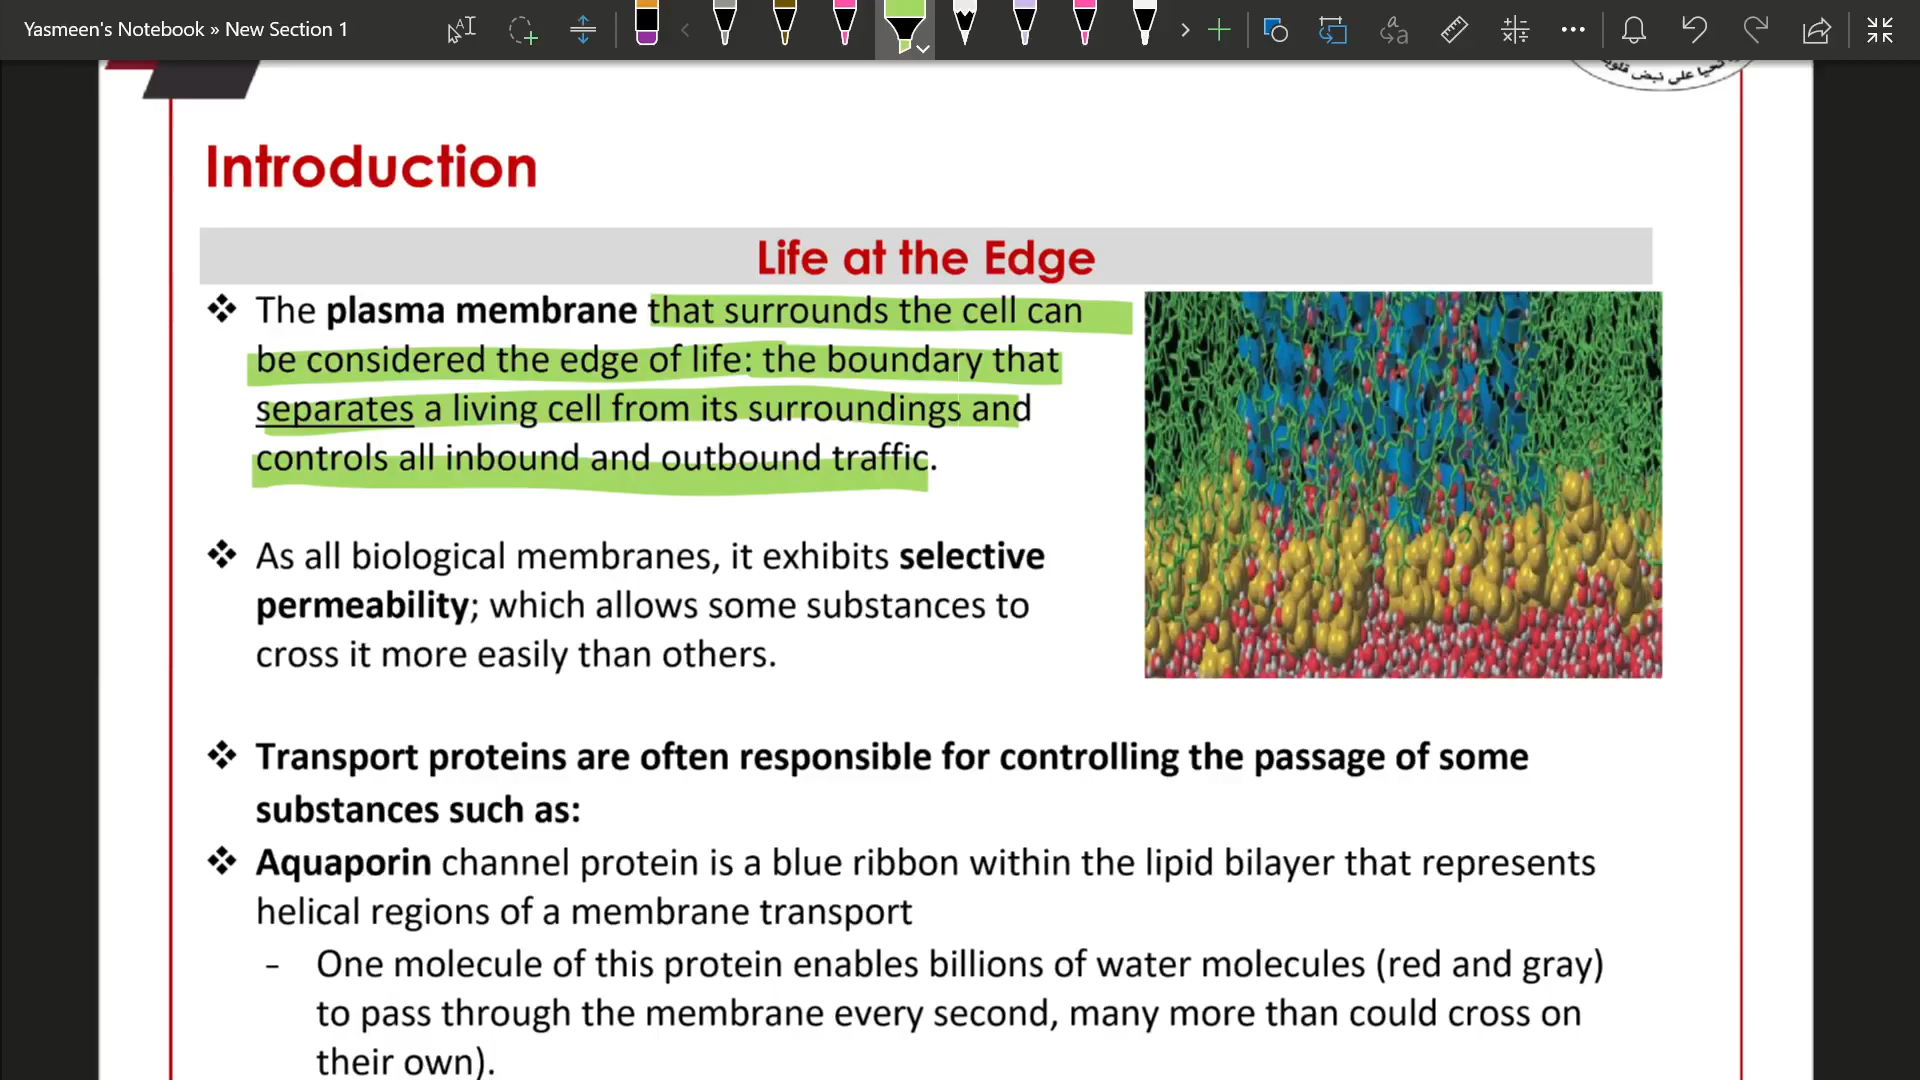 Yasmeen's Notebook » New Section 1
تحيا على نبض قلوبنا
Introduction
Life at the Edge
❖ The plasma membrane that surrounds the cell can
be considered the edge of life: the boundary that
separates a living cell from its surroundings and
controls all inbound and outbound traffic.
❖ As all biological membranes, it exhibits selective
permeability; which allows some substances to
cross it more easily than others.
❖ Transport proteins are often responsible for controlling the passage of some
substances such as:
❖ Aquaporin channel protein is a blue ribbon within the lipid bilayer that represents
helical regions of a membrane transport
- One molecule of this protein enables billions of water molecules (red and gray)
to pass through the membrane every second, many more than could cross on
their own).